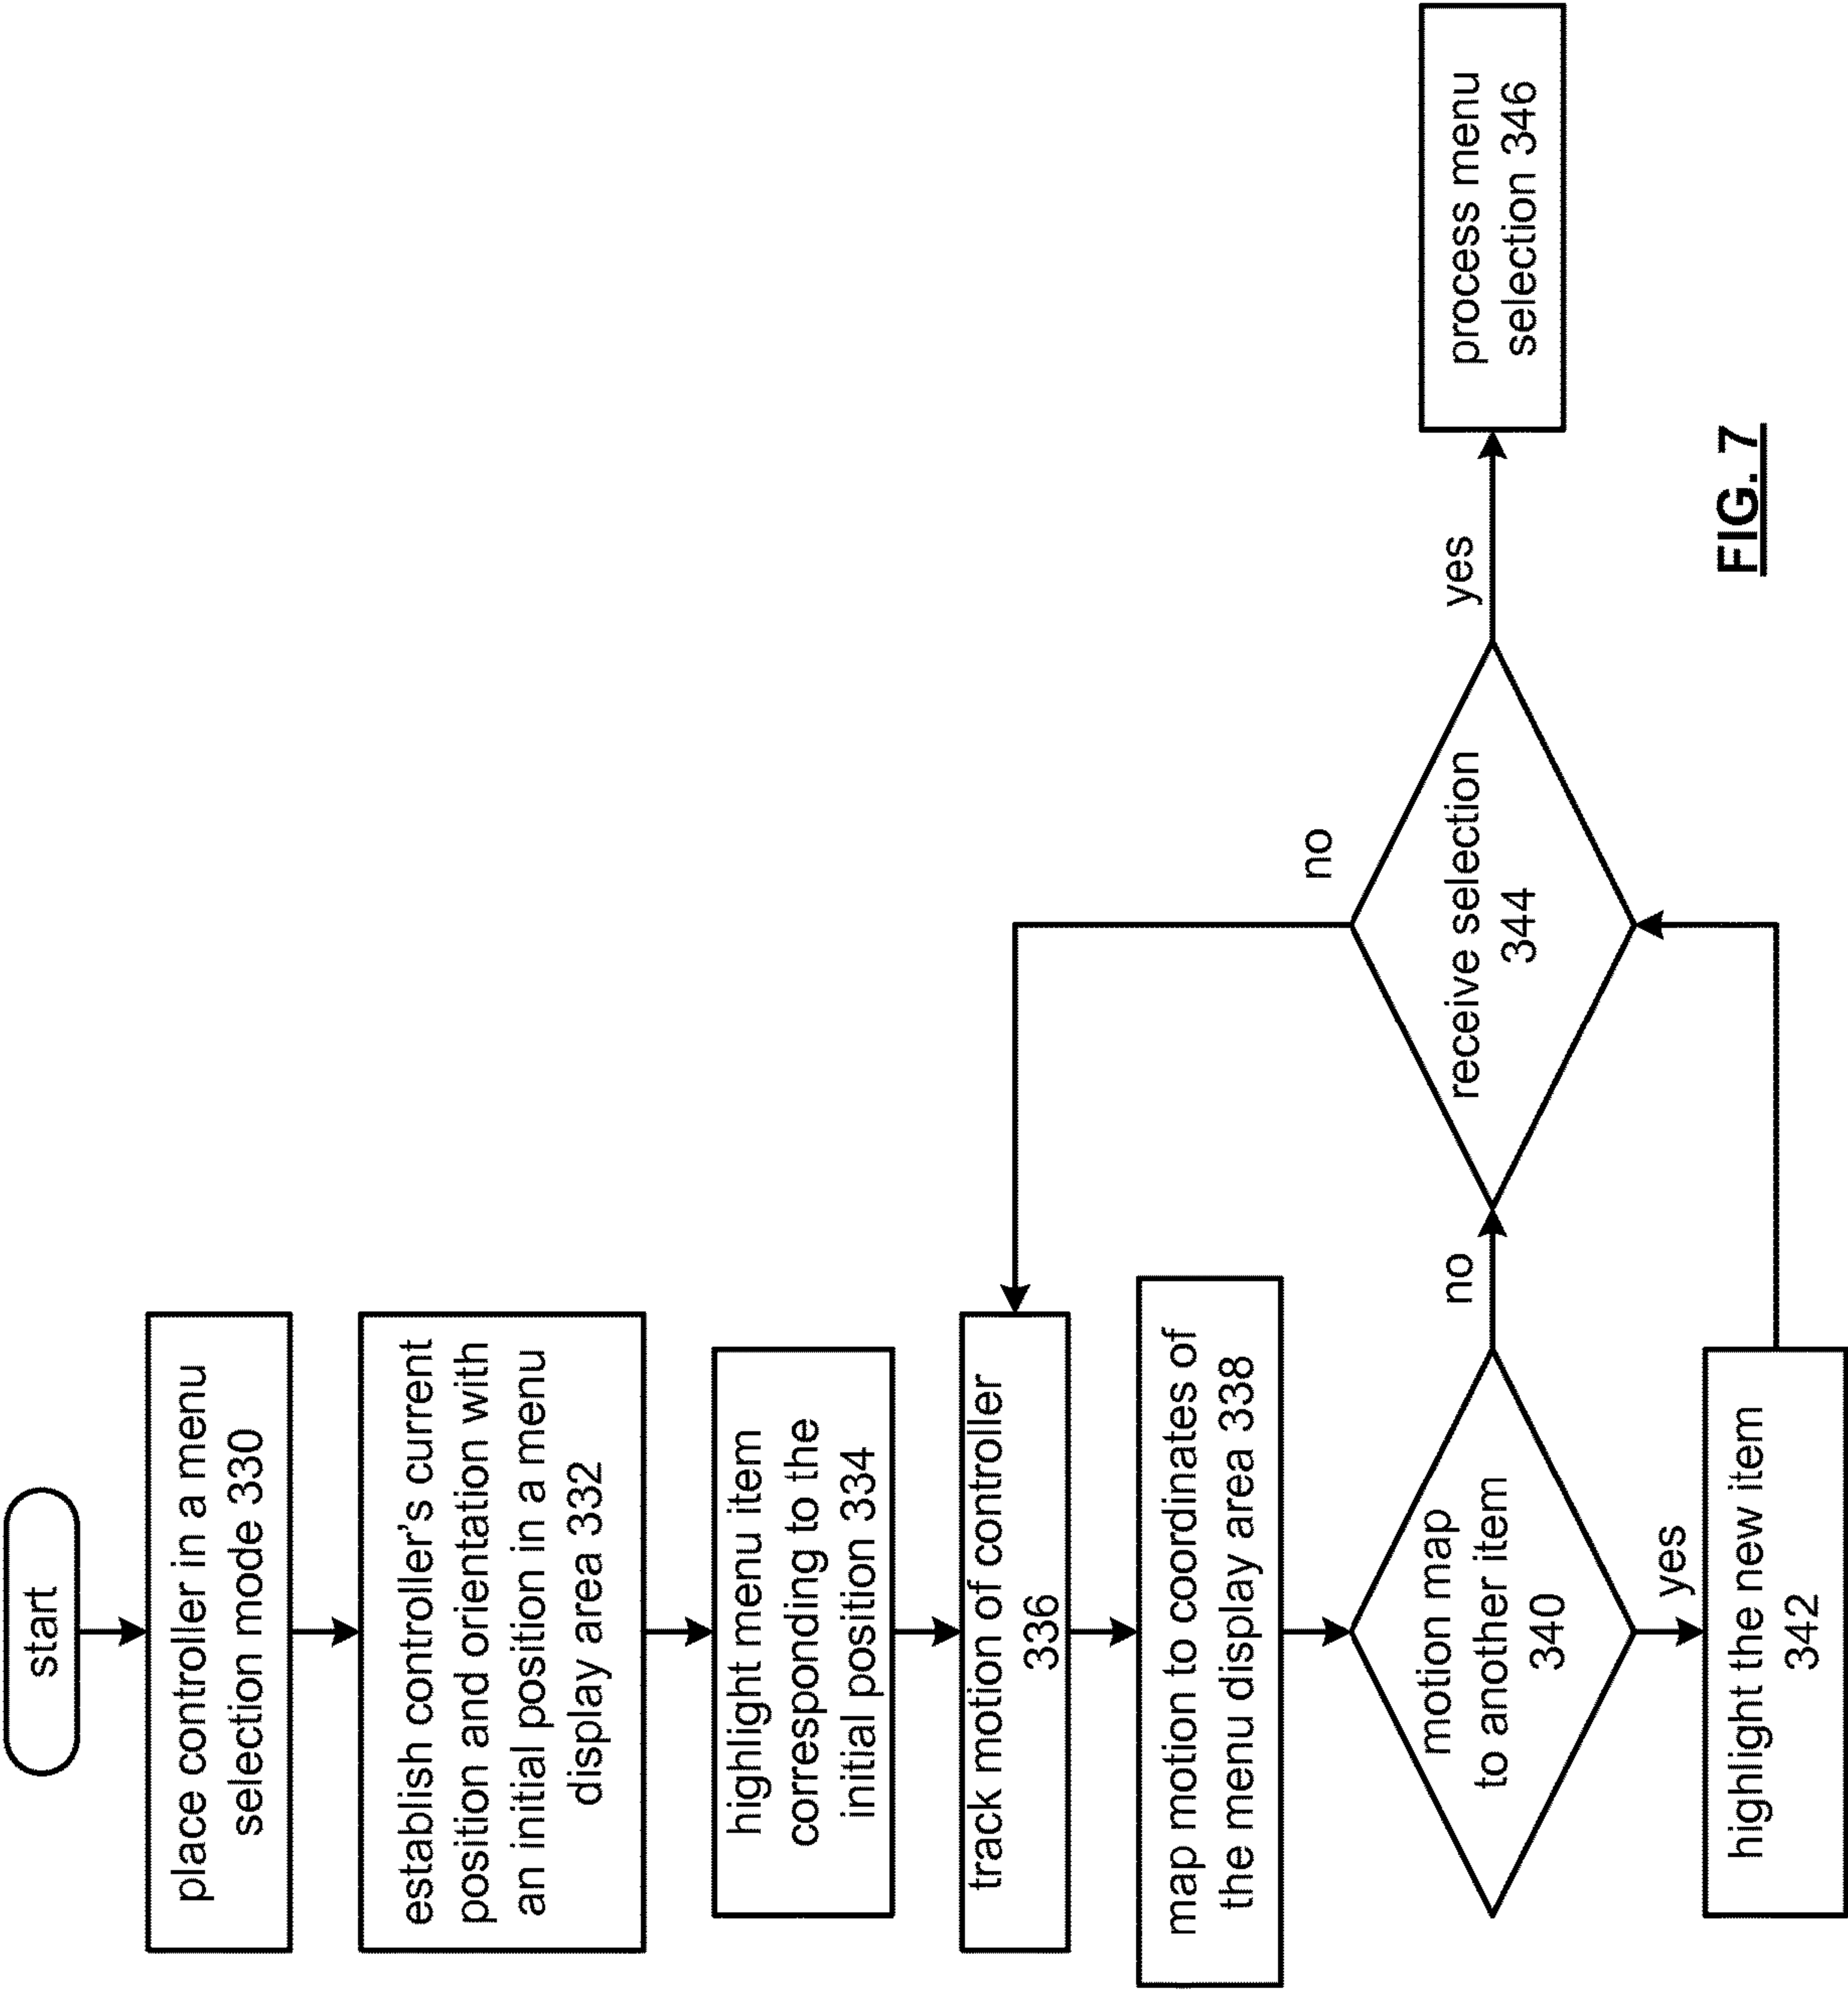 start
place controller in a menu
selection mode 330
establish controller's current
position and orientation with
an initial position in a menu
display area 332
highlight menu item
corresponding to the
initial position 334
track motion of controller
336
map motion to coordinates of
the menu display area 338
motion map
to another item
340
no
yes
highlight the new item
342
receive selection
344
no
yes
process menu
selection 346
FIG. 7